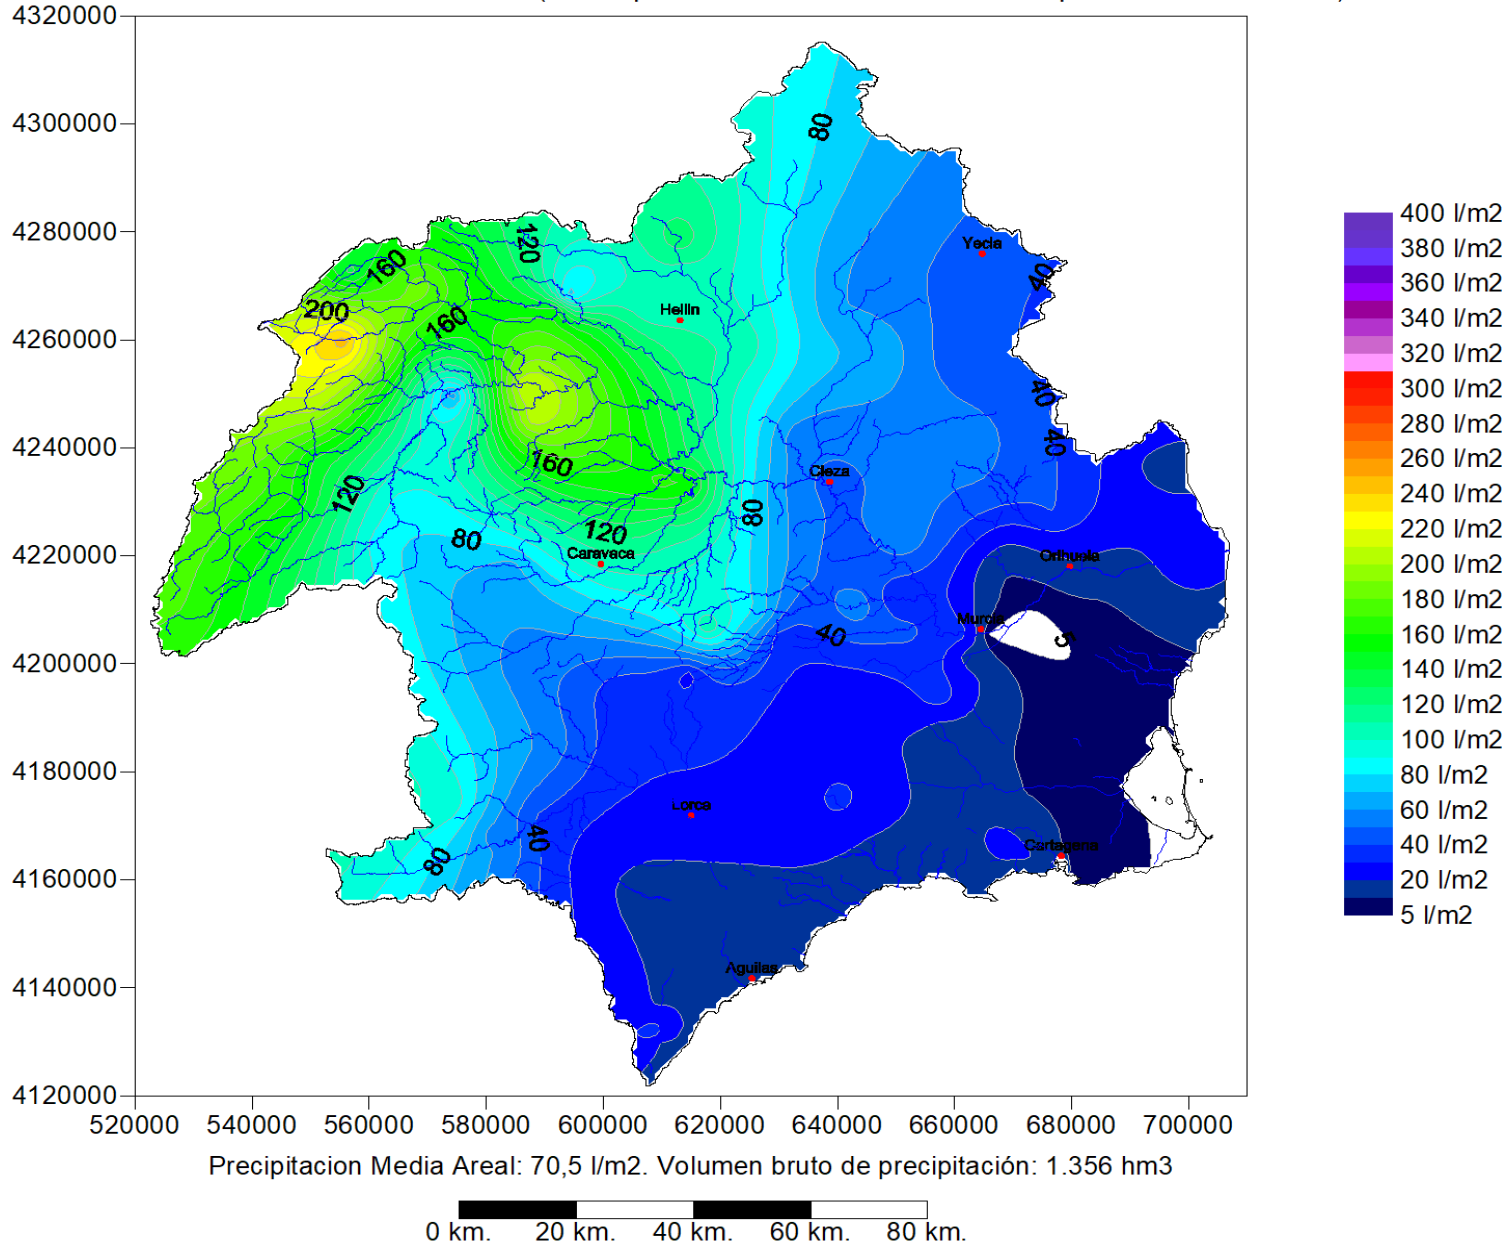 4320000
4300000
4280000
4260000
4240000
4220000
4200000
4180000
4160000
4140000
4120000
520000 540000 560000 580000 600000 620000 640000 660000 680000 700000
80
120
160
Yecla
40
200
160
Hellin
40
40
160
Cieza
120
80
120
80
Caravaca
Orihuela
Murcia
40
5
Lorca
40
80
Cartagena
Aguilas
400 l/m2
380 l/m2
360 l/m2
340 l/m2
320 l/m2
300 l/m2
280 l/m2
260 l/m2
240 l/m2
220 l/m2
200 l/m2
180 l/m2
160 l/m2
140 l/m2
120 l/m2
100 l/m2
80 l/m2
60 l/m2
40 l/m2
20 l/m2
5 l/m2
Precipitacion Media Areal: 70,5 l/m2. Volumen bruto de precipitación: 1.356 hm3
0 km. 20 km. 40 km. 60 km. 80 km.